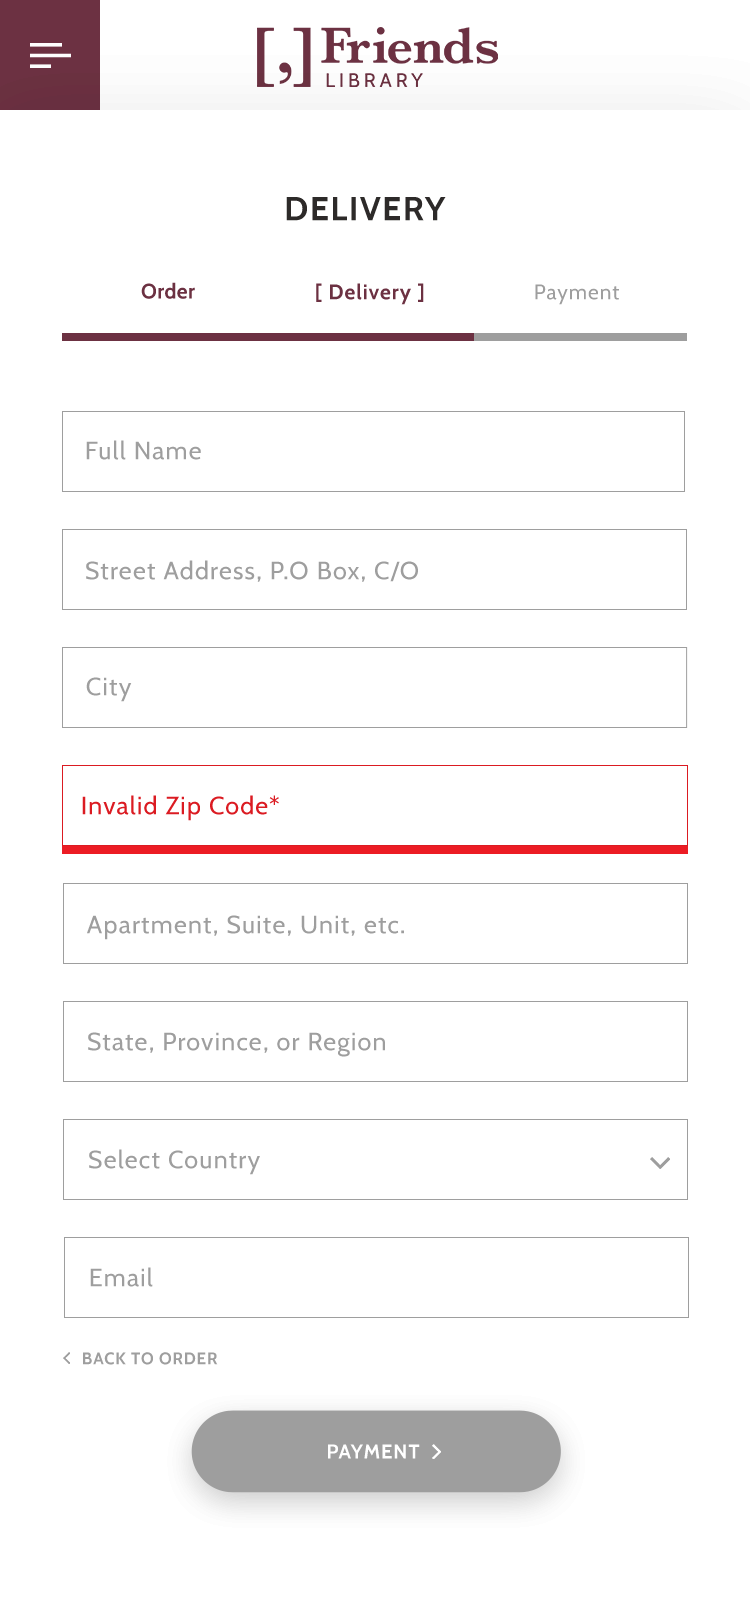 [,] Friends
LIBRARY
DELIVERY
Order [ Delivery ] Payment
Full Name
Street Address, P.O Box, C/O
City
Invalid Zip Code*
Apartment, Suite, Unit, etc.
State, Province, or Region
Select Country
Email
< BACK TO ORDER
PAYMENT >